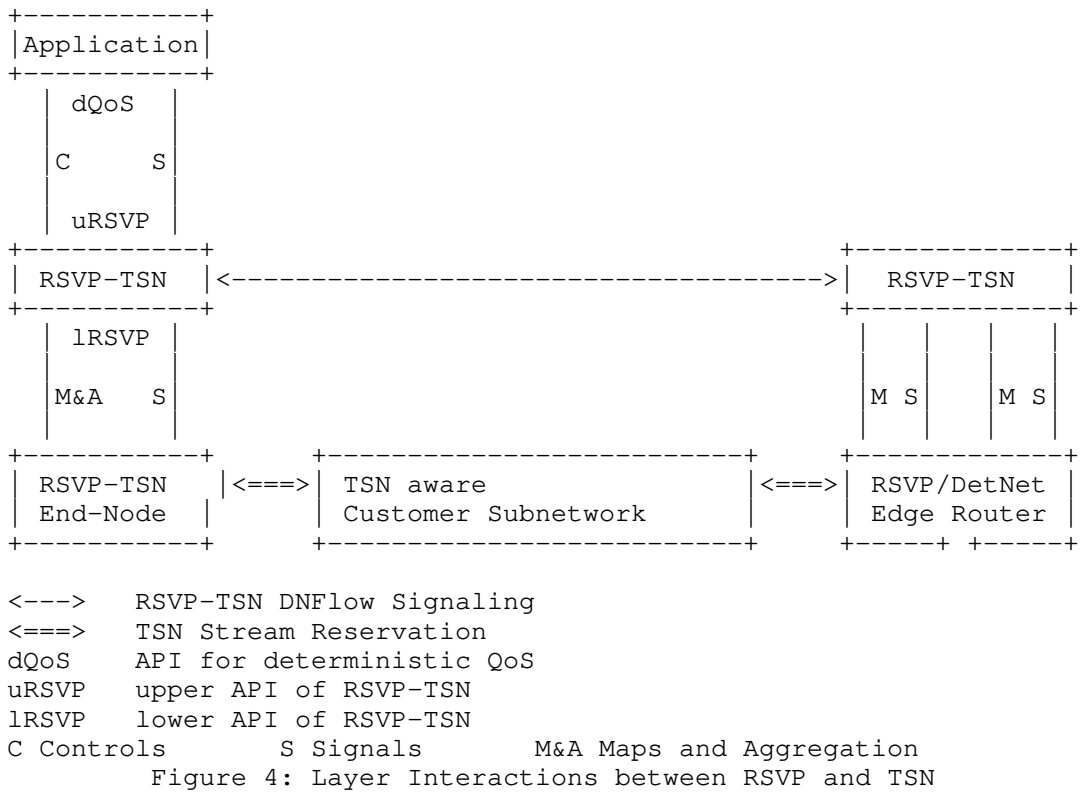 +-----------+
|Application|
+-----------+
| dQoS |
|C S|
| uRSVP |
+-----------+ +-------------+
| RSVP-TSN |<------------------------------------->| RSVP-TSN |
+-----------+ +-------------+
| lRSVP | | | | |
|M&A S| |M S| |M S|
+-----------+ +--------------------------+ +-------------+
| RSVP-TSN |<===>| TSN aware |<===>| RSVP/DetNet |
| End-Node | | Customer Subnetwork | | Edge Router |
+-----------+ +--------------------------+ +-----+ +-----+
<---> RSVP-TSN DNFlow Signaling
<===> TSN Stream Reservation
dQoS API for deterministic QoS
uRSVP upper API of RSVP-TSN
lRSVP lower API of RSVP-TSN
C Controls S Signals M&A Maps and Aggregation
Figure 4: Layer Interactions between RSVP and TSN